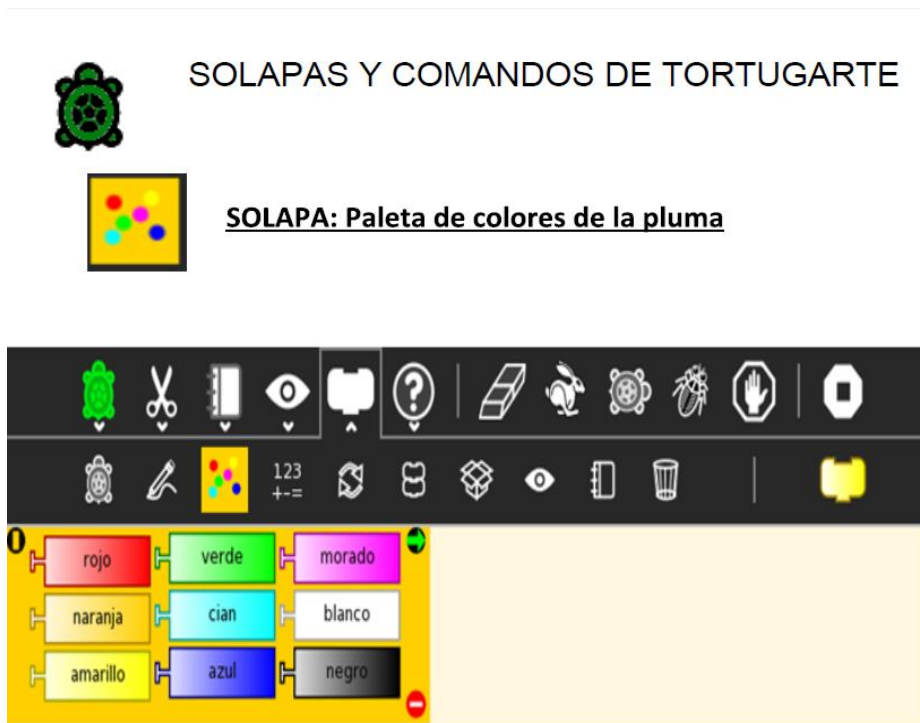 SOLAPAS Y COMANDOS DE TORTUGARTE
SOLAPA: Paleta de colores de la pluma
123
+-=
rojo verde morado
naranja cian blanco
amarillo azul negro